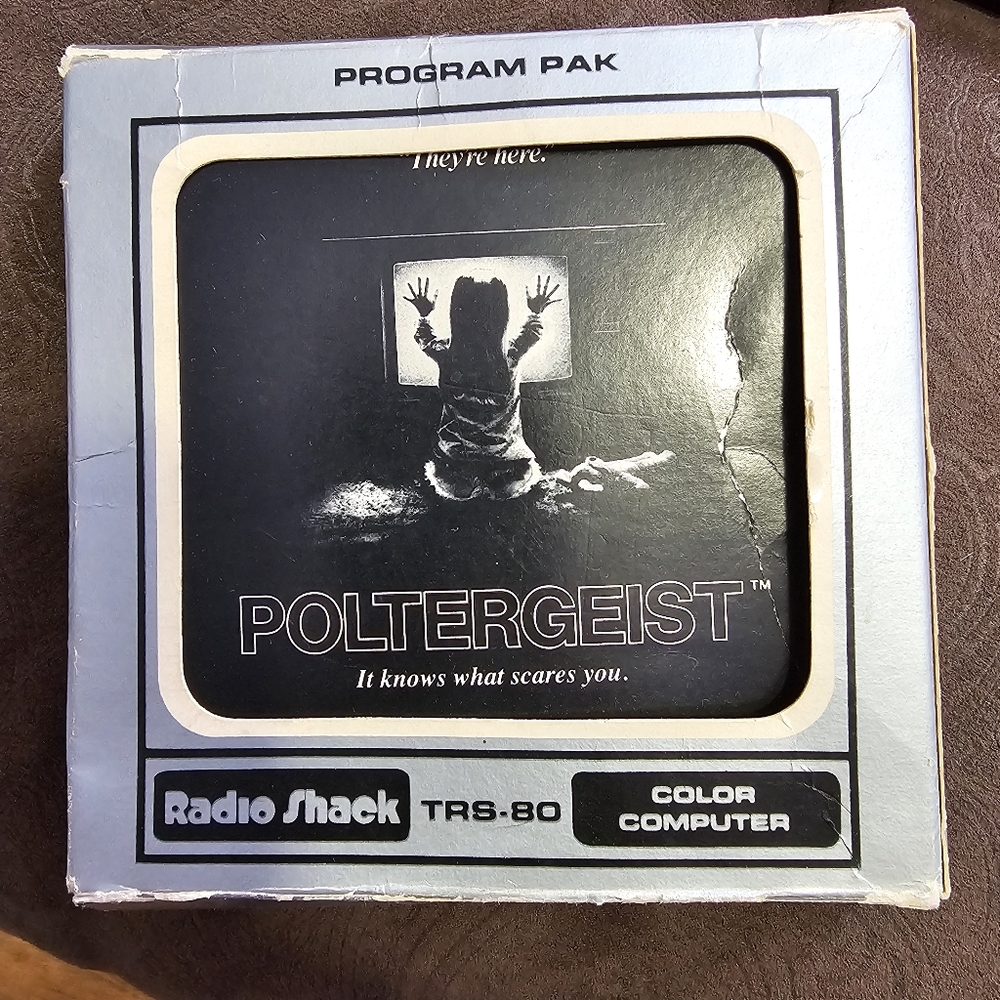 PROGRAM PAK
"They're here."
POLTERGEIST™
It knows what scares you.
Radio Shack TRS-80 COLOR
COMPUTER